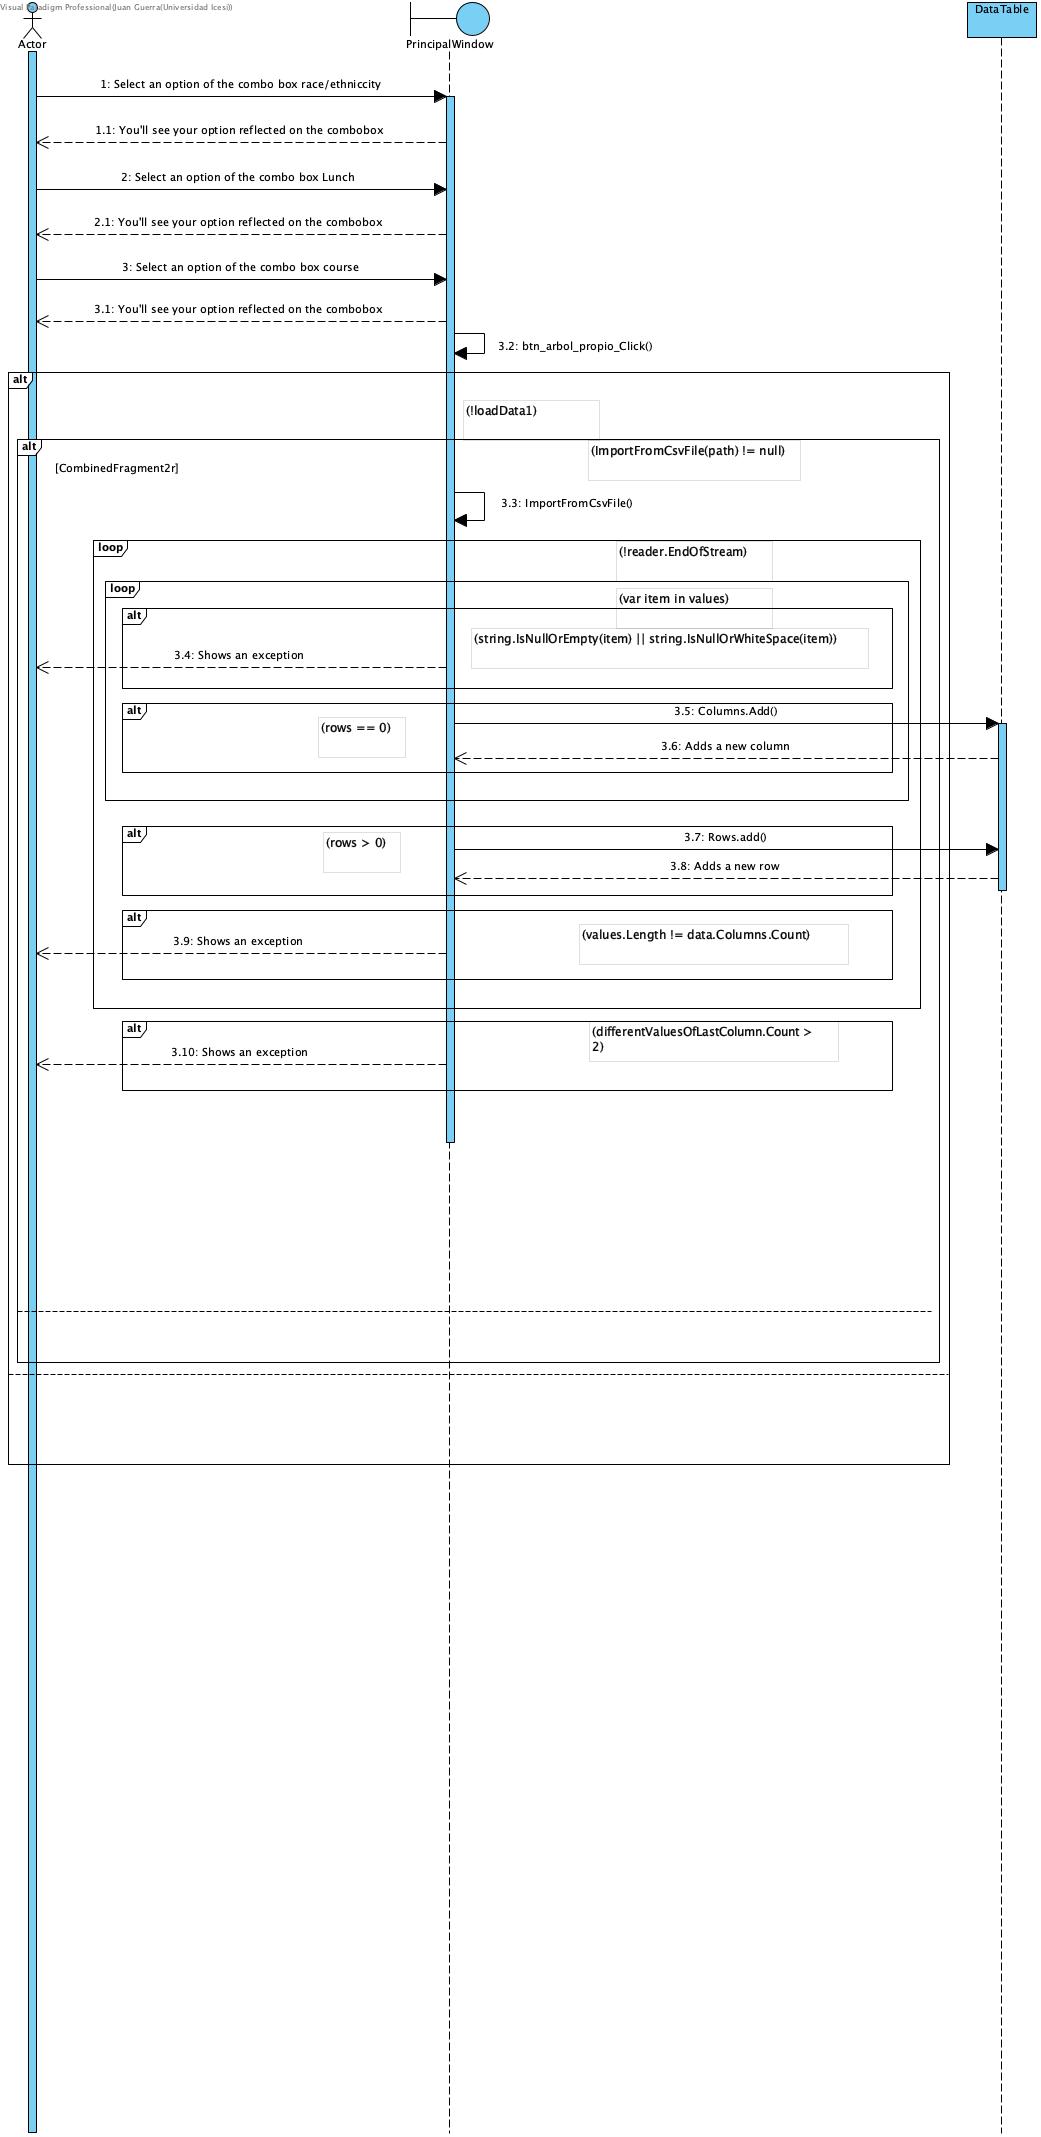 Visual Paradigm Professional(Juan Guerra(Universidad Icesi))
Actor
PrincipalWindow
DataTable
1: Select an option of the combo box race/ethniccity
1.1: You'll see your option reflected on the combobox
2: Select an option of the combo box Lunch
2.1: You'll see your option reflected on the combobox
3: Select an option of the combo box course
3.1: You'll see your option reflected on the combobox
3.2: btn_arbol_propio_Click()
alt
(!loadData1)
alt
(ImportFromCsvFile(path) != null)
[CombinedFragment2r]
3.3: ImportFromCsvFile()
loop
(!reader.EndOfStream)
loop
(var item in values)
alt
(string.IsNullOrEmpty(item) || string.IsNullOrWhiteSpace(item))
3.4: Shows an exception
alt
3.5: Columns.Add()
(rows == 0)
3.6: Adds a new column
alt
3.7: Rows.add()
(rows > 0)
3.8: Adds a new row
alt
(values.Length != data.Columns.Count)
3.9: Shows an exception
alt
(differentValuesOfLastColumn.Count >
2)
3.10: Shows an exception